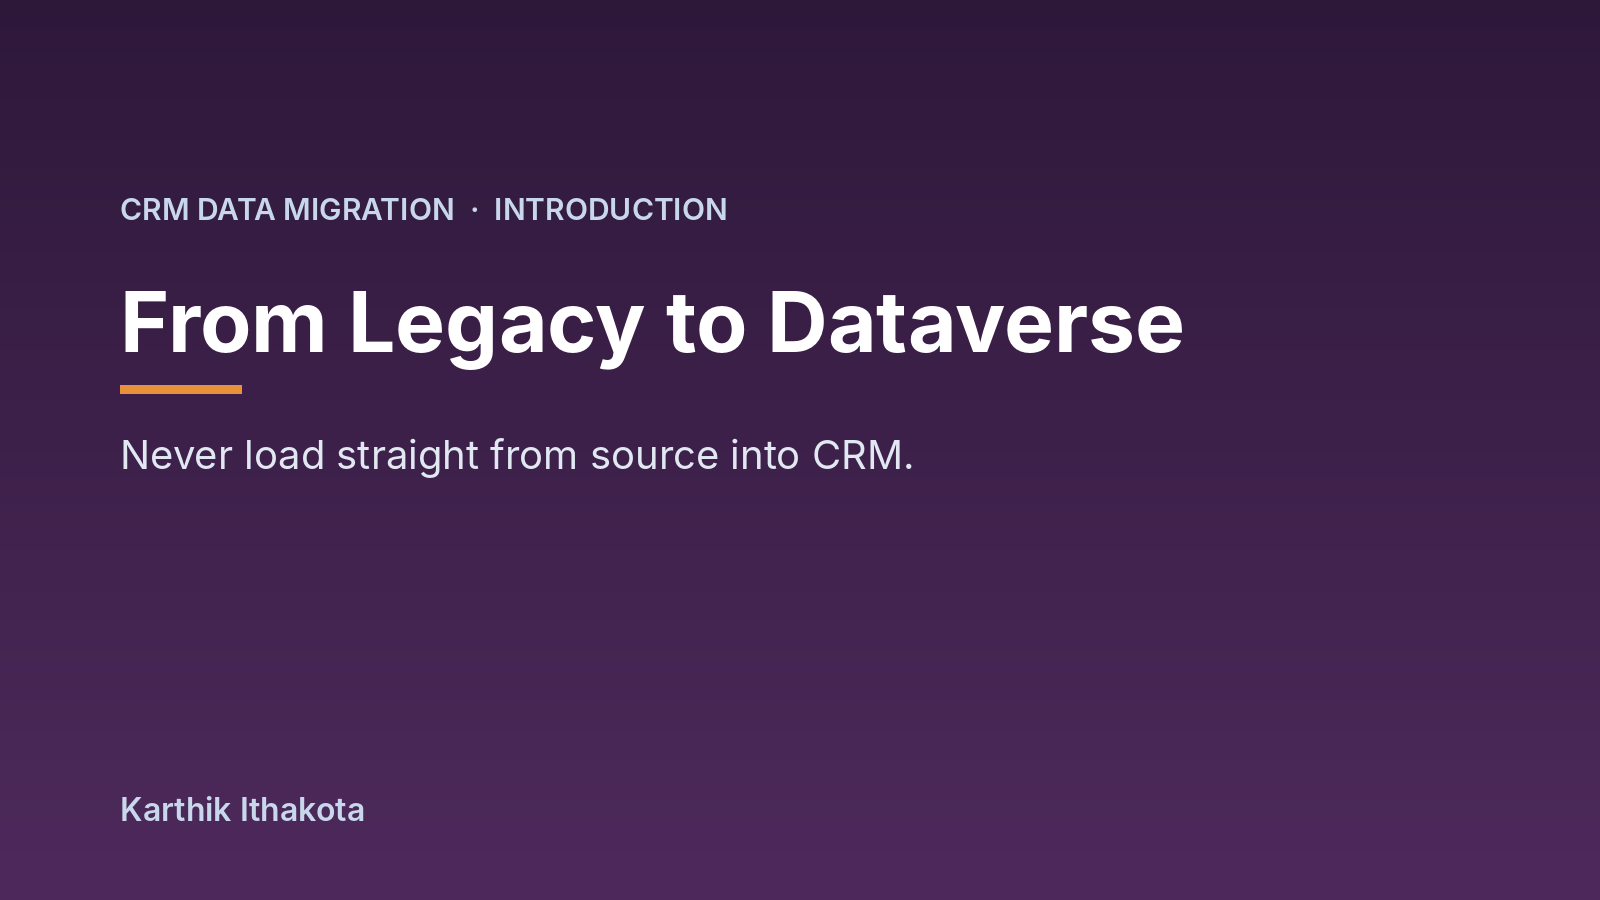 CRM DATA MIGRATION · INTRODUCTION
From Legacy to Dataverse
Never load straight from source into CRM.
Karthik Ithakota